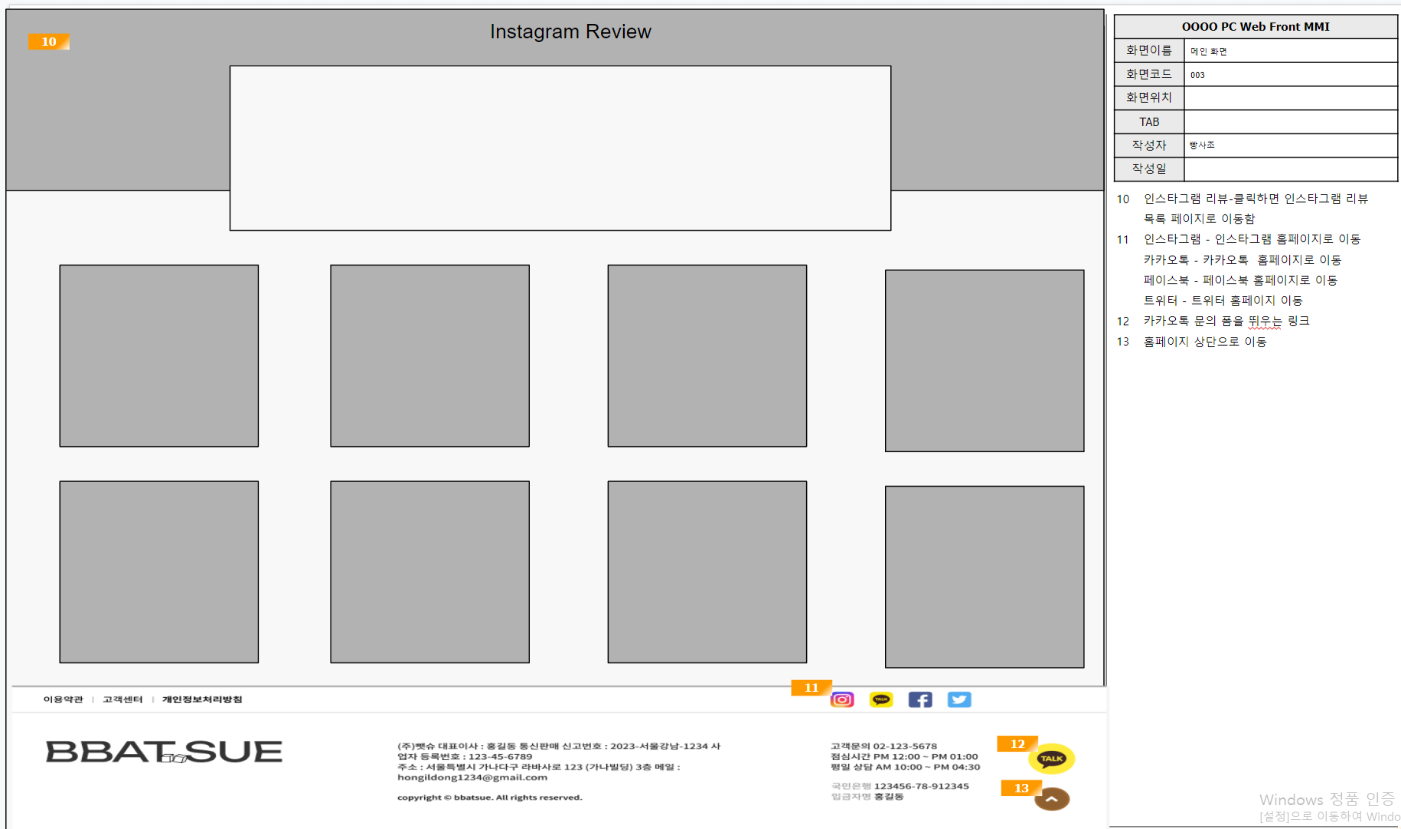 10
Instagram Review
이용약관 | 고객센터 | 개인정보처리방침
11
TALK
BBAT SUE
(주)뺏슈 대표이사 : 홍길동 통신판매 신고번호 : 2023-서울강남-1234 사
업자 등록번호 : 123-45-6789
주소 : 서울특별시 가나다구 라바사로 123 (가나빌딩) 3층 메일 :
hongildong1234@gmail.com
copyright © bbatsue. All rights reserved.
고객문의 02-123-5678
점심시간 PM 12:00 ~ PM 01:00
평일 상담 AM 10:00 ~ PM 04:30
국민은행 123456-78-912345
입금자명 홍길동
12
TALK
13
OOOO PC Web Front MMI
화면이름 메인 화면
화면코드 003
화면위치
TAB
작성자 빵사조
작성일
10 인스타그램 리뷰-클릭하면 인스타그램 리뷰
목록 페이지로 이동함
11 인스타그램 - 인스타그램 홈페이지로 이동
카카오톡 - 카카오톡 홈페이지로 이동
페이스북 - 페이스북 홈페이지로 이동
트위터 - 트위터 홈페이지 이동
12 카카오톡 문의 폼을 뛰우는 링크
13 홈페이지 상단으로 이동
Windows 정품 인증
[설정]으로 이동하여 Windo